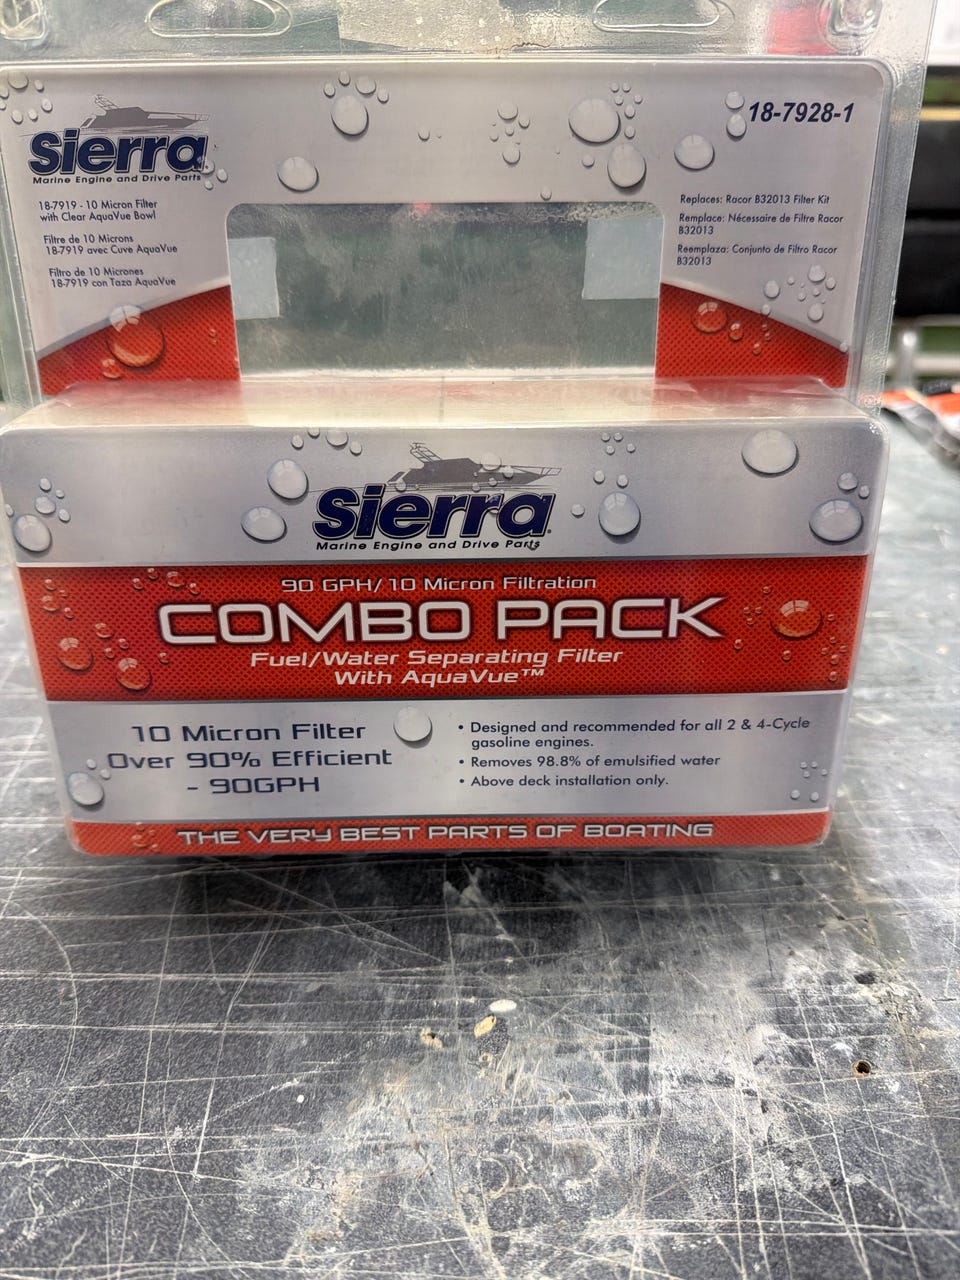 Sierra
Marine Engine and Drive Parts
18-7919 - 10 Micron Filter
with Clear AquaVue Bowl
Filtre de 10 Microns
18-7919 avec Cuve AquaVue
Filtro de 10 Micrones
18-7919 con Taza AquaVue
18-7928-1
Replaces: Racor B32013 Filter Kit
Remplace: Nécessaire de Filtre Racor
B32013
Reemplaza: Conjunto de Filtro Racor
B32013
Sierra
Marine Engine and Drive Parts
90 GPH/10 Micron Filtration
COMBO PACK
Fuel/Water Separating Filter
With AquaVue™
10 Micron Filter
Over 90% Efficient
- 90GPH
• Designed and recommended for all 2 & 4-Cycle
gasoline engines.
• Removes 98.8% of emulsified water
• Above deck installation only.
THE VERY BEST PARTS OF BOATING